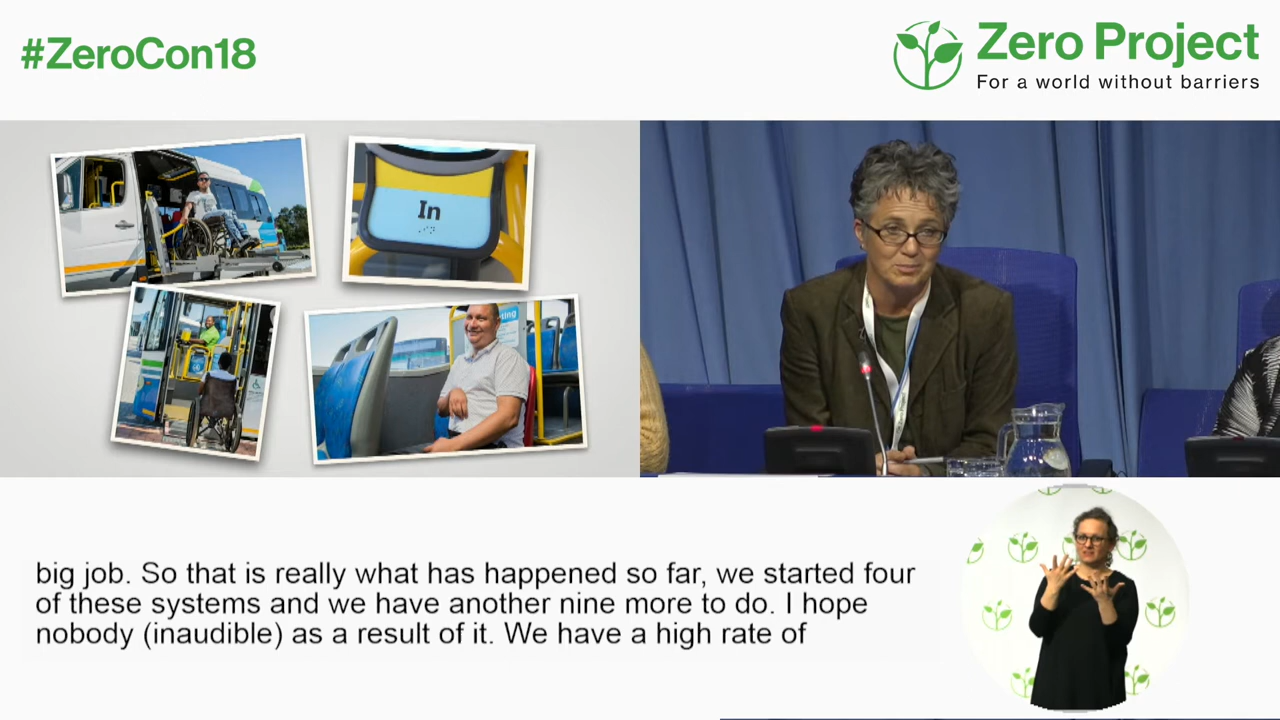 #ZeroCon18
Zero Project
For a world without barriers
In
big job. So that is really what has happened so far, we started four
of these systems and we have another nine more to do. I hope
nobody (inaudible) as a result of it. We have a high rate of